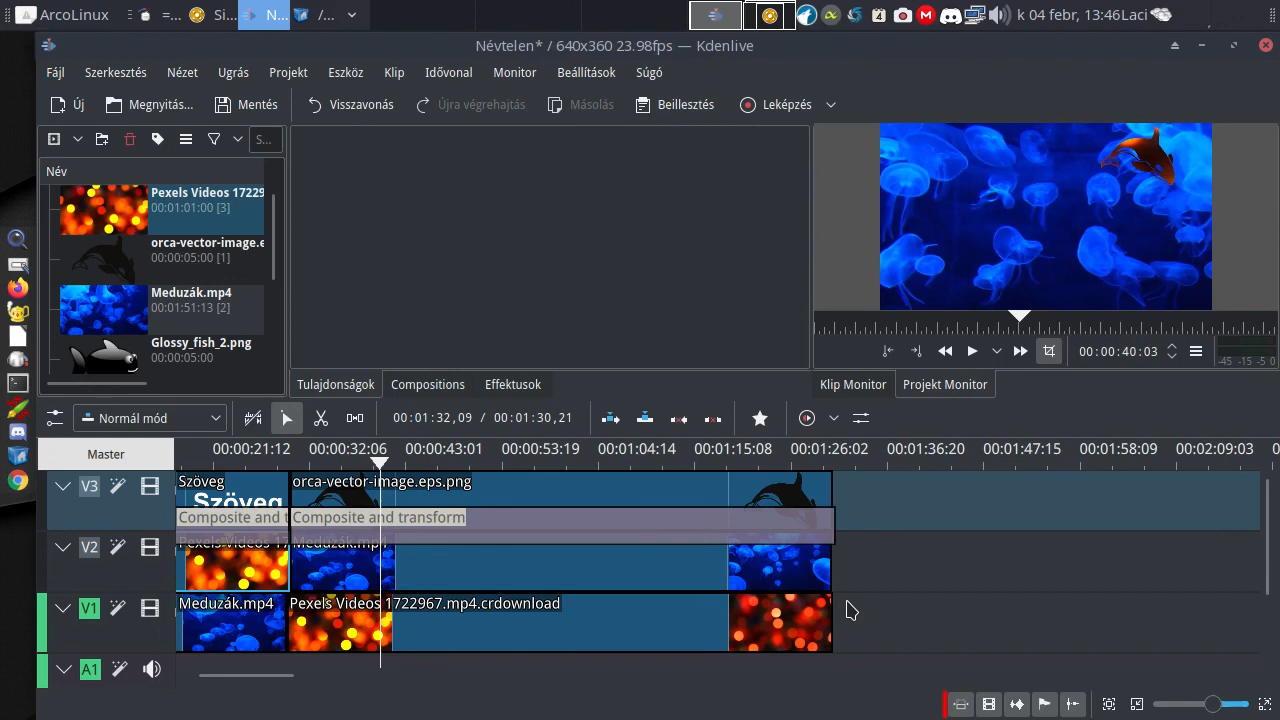 ArcoLinux
=...
Si...
N...
/...
4
k 04 febr, 13:46
Laci
Névtelen* / 640x360 23.98fps — Kdenlive
Fájl Szerkesztés Nézet Ugrás Projekt Eszköz Klip Idővonal Monitor Beállítások Súgó
Új Megnyitás... Mentés Visszavonás Újra végrehajtás Másolás Beillesztés Leképzés
S...
Név
Pexels Videos 17229
00:01:01:00 [3]
orca-vector-image.e
00:00:05:00 [1]
Meduzák.mp4
00:01:51:13 [2]
Glossy_fish_2.png
00:00:05:00
00:00:40:03
-45 -15 -5 0
Tulajdonságok Compositions Effektusok
Klip Monitor Projekt Monitor
Normál mód
00:01:32,09 / 00:01:30,21
Master
00:00:21:12 00:00:32:06 00:00:43:01 00:00:53:19 00:01:04:14 00:01:15:08 00:01:26:02 00:01:36:20 00:01:47:15 00:01:58:09 00:02:09:03 0
V3
Szöveg
Szöveg
orca-vector-image.eps.png
Composite and t
Composite and transform
V2
Pexels Videos 17
Meduzák.mp4
V1
Meduzák.mp4
Pexels Videos 1722967.mp4.crdownload
A1